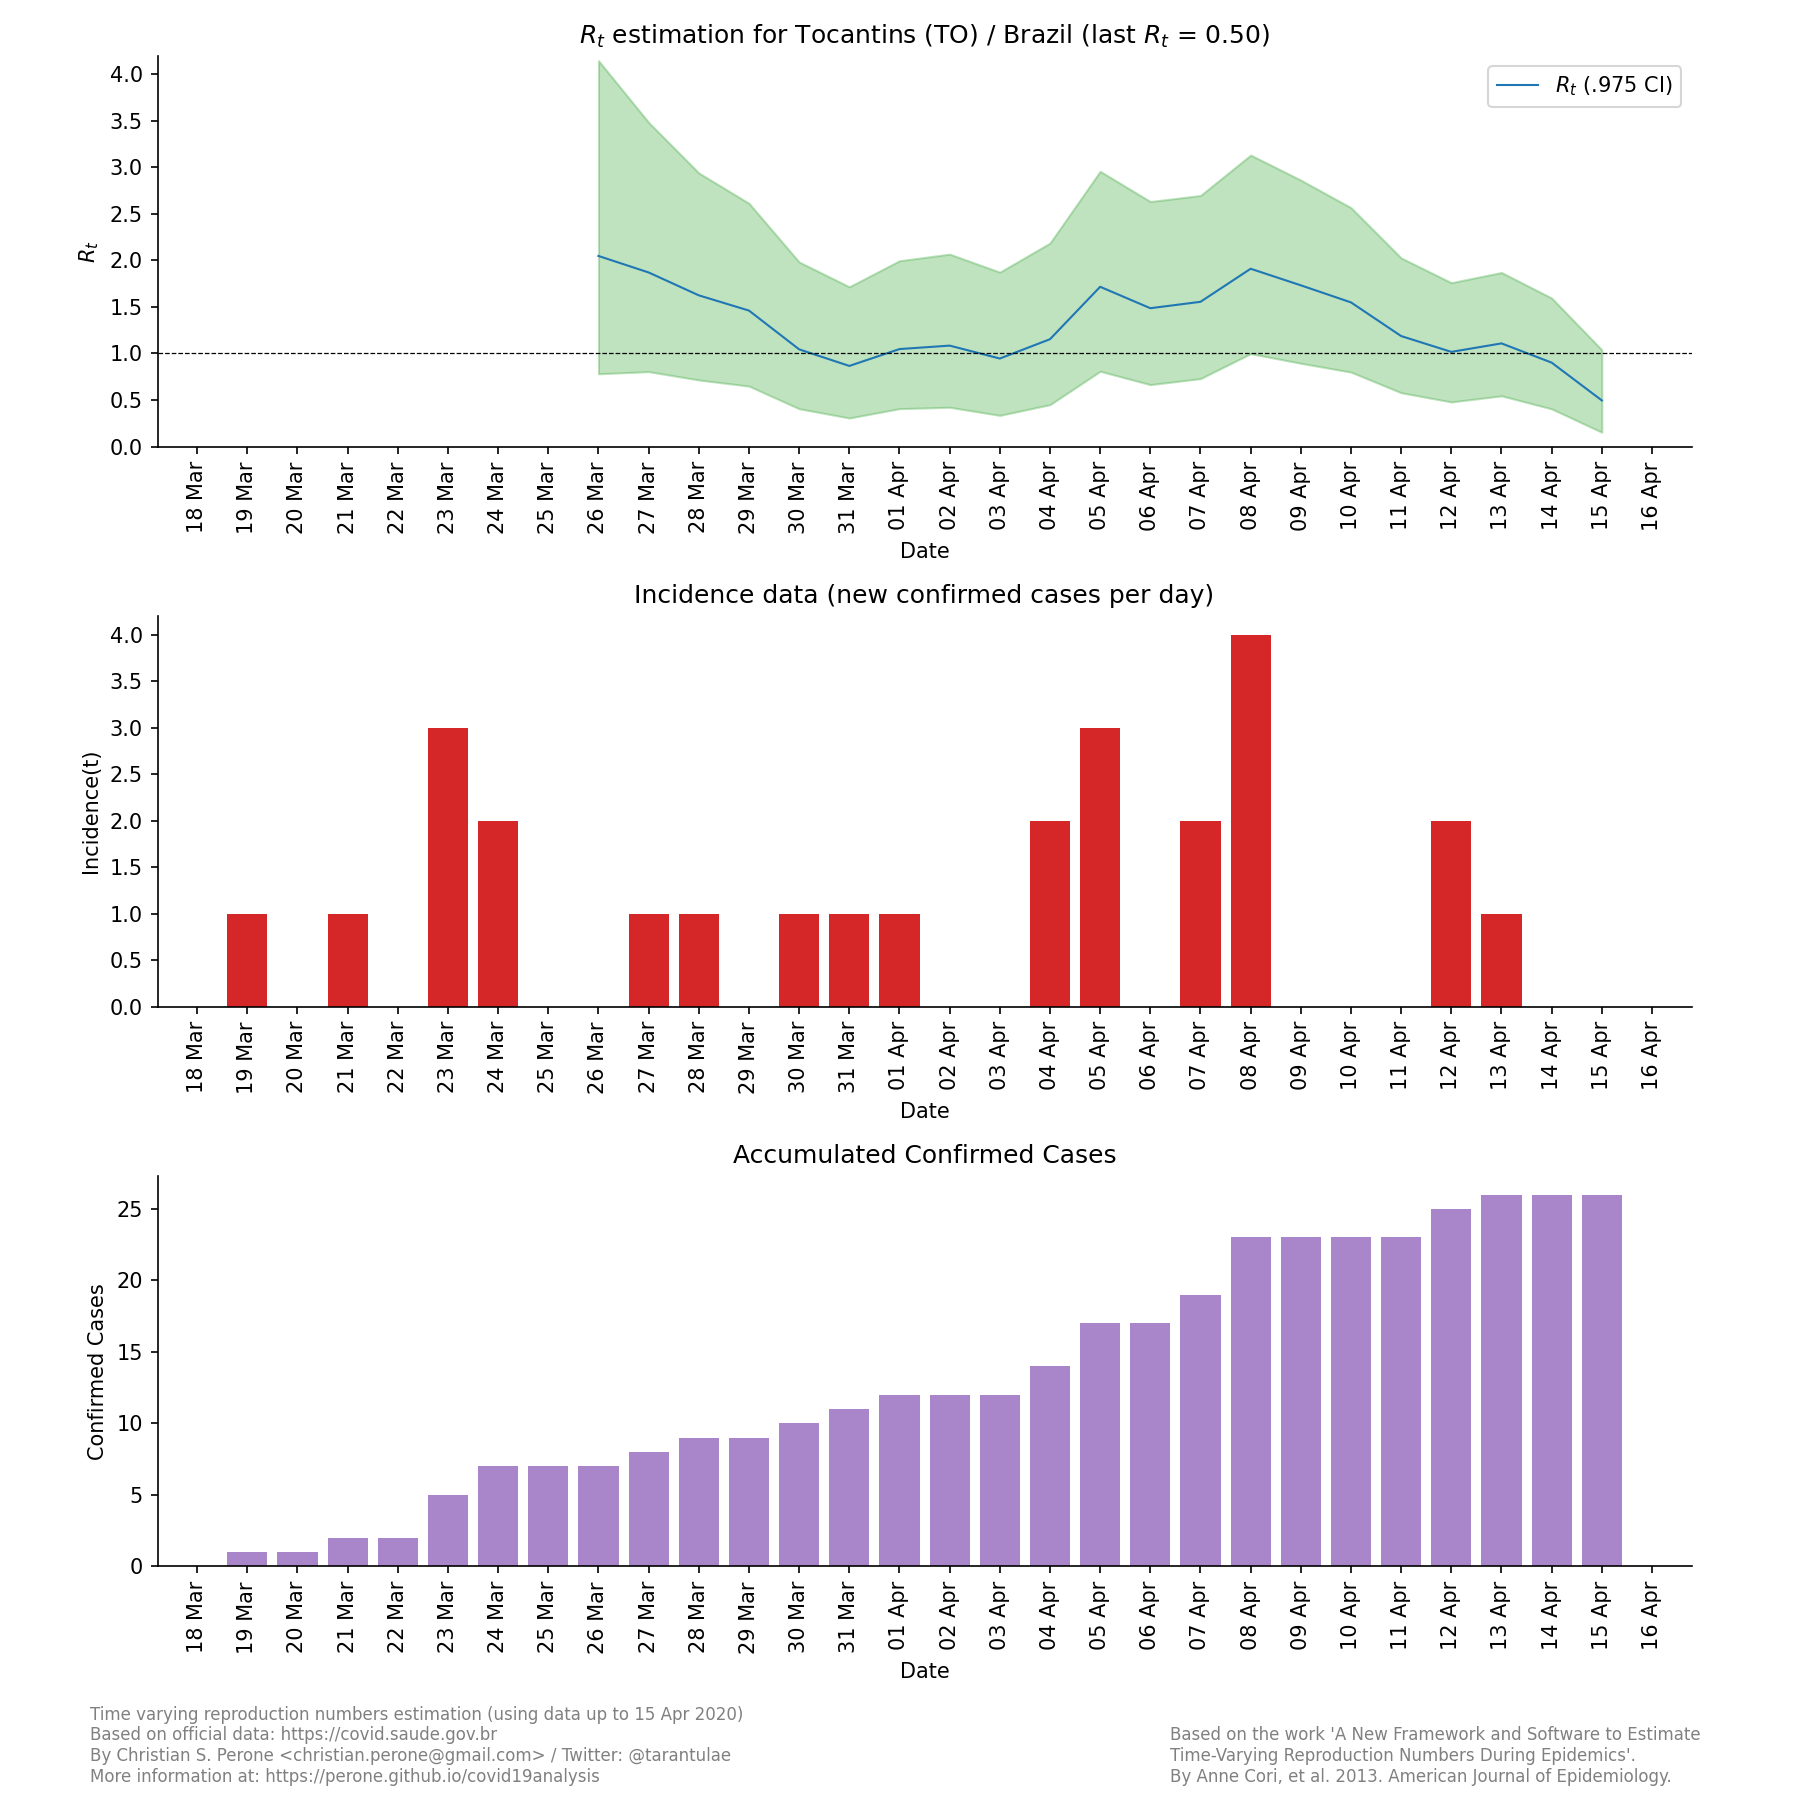 Rt estimation for Tocantins (TO) / Brazil (last Rt = 0.50)
Rt (.975 CI)
Rt
4.0
3.5
3.0
2.5
2.0
1.5
1.0
0.5
0.0
18 Mar 19 Mar 20 Mar 21 Mar 22 Mar 23 Mar 24 Mar 25 Mar 26 Mar 27 Mar 28 Mar 29 Mar 30 Mar 31 Mar 01 Apr 02 Apr 03 Apr 04 Apr 05 Apr 06 Apr 07 Apr 08 Apr 09 Apr 10 Apr 11 Apr 12 Apr 13 Apr 14 Apr 15 Apr 16 Apr
Date
Incidence data (new confirmed cases per day)
Incidence(t)
4.0
3.5
3.0
2.5
2.0
1.5
1.0
0.5
0.0
18 Mar 19 Mar 20 Mar 21 Mar 22 Mar 23 Mar 24 Mar 25 Mar 26 Mar 27 Mar 28 Mar 29 Mar 30 Mar 31 Mar 01 Apr 02 Apr 03 Apr 04 Apr 05 Apr 06 Apr 07 Apr 08 Apr 09 Apr 10 Apr 11 Apr 12 Apr 13 Apr 14 Apr 15 Apr 16 Apr
Date
Accumulated Confirmed Cases
Confirmed Cases
25
20
15
10
5
0
18 Mar 19 Mar 20 Mar 21 Mar 22 Mar 23 Mar 24 Mar 25 Mar 26 Mar 27 Mar 28 Mar 29 Mar 30 Mar 31 Mar 01 Apr 02 Apr 03 Apr 04 Apr 05 Apr 06 Apr 07 Apr 08 Apr 09 Apr 10 Apr 11 Apr 12 Apr 13 Apr 14 Apr 15 Apr 16 Apr
Date
Time varying reproduction numbers estimation (using data up to 15 Apr 2020)
Based on official data: https://covid.saude.gov.br
By Christian S. Perone <christian.perone@gmail.com> / Twitter: @tarantulae
More information at: https://perone.github.io/covid19analysis
Based on the work 'A New Framework and Software to Estimate
Time-Varying Reproduction Numbers During Epidemics'.
By Anne Cori, et al. 2013. American Journal of Epidemiology.